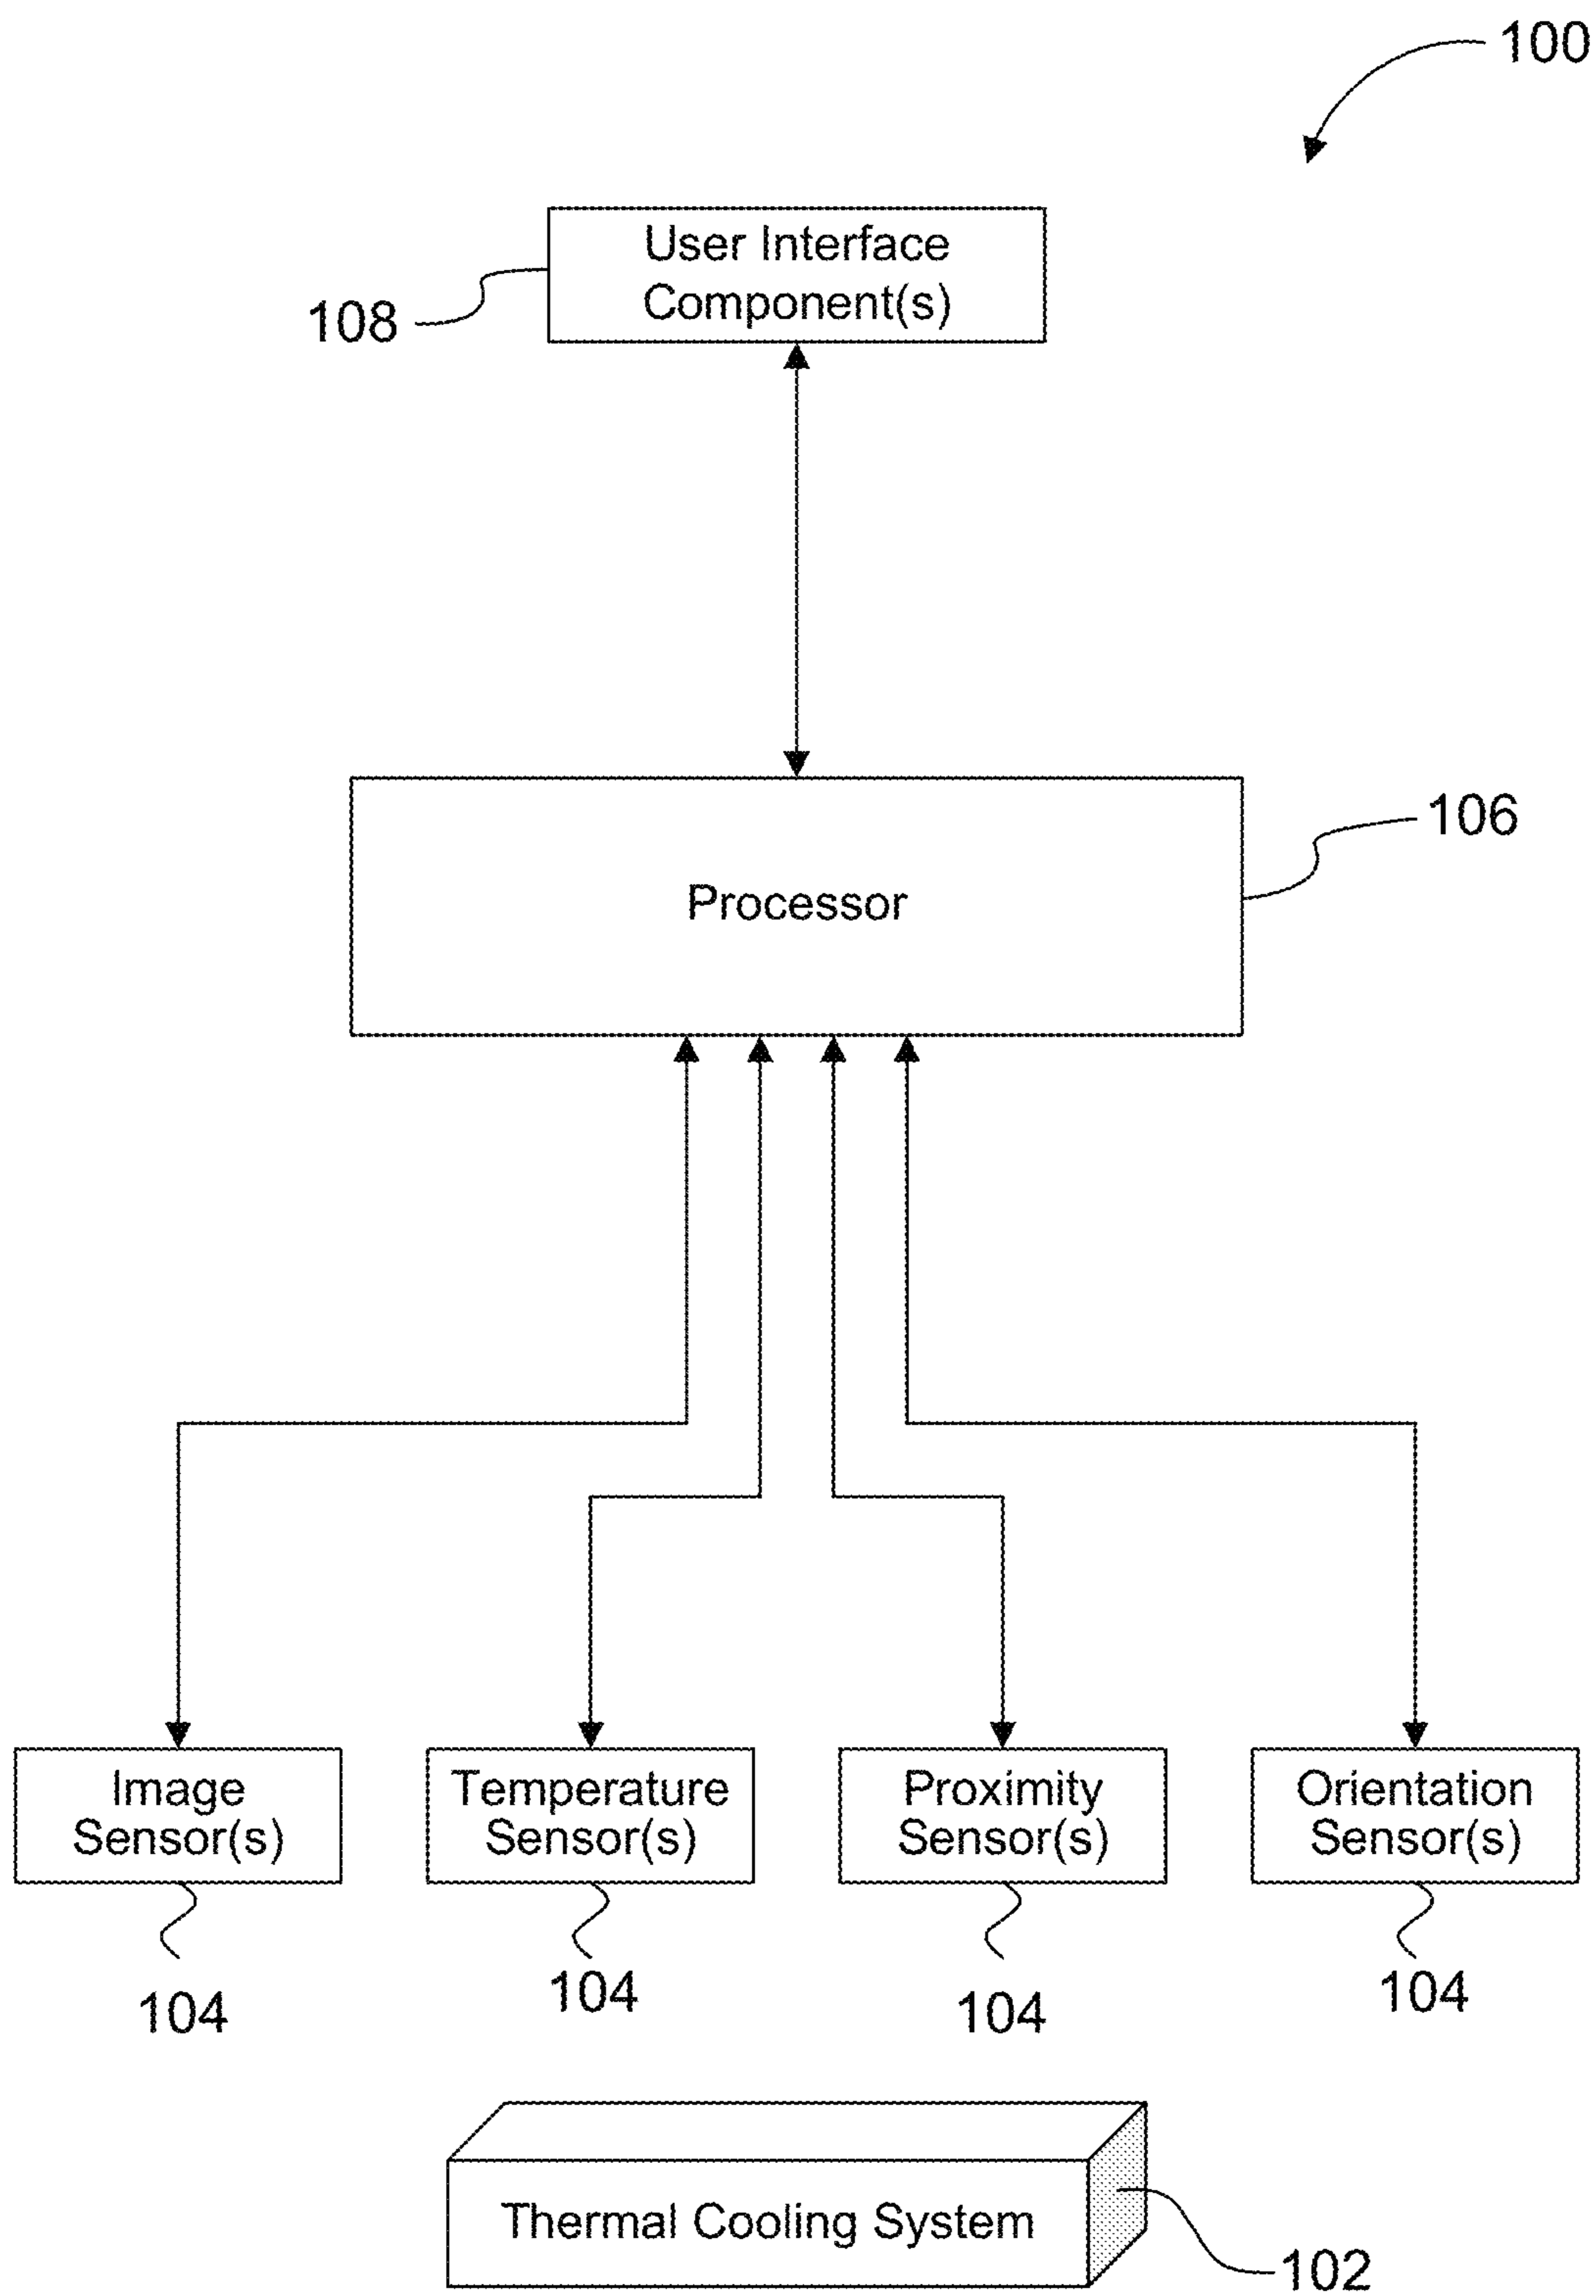 100
User Interface
Component(s)
108
106
Processor
Image
Sensor(s)
Temperature
Sensor(s)
Proximity
Sensor(s)
Orientation
Sensor(s)
104
104
104
104
Thermal Cooling System
102